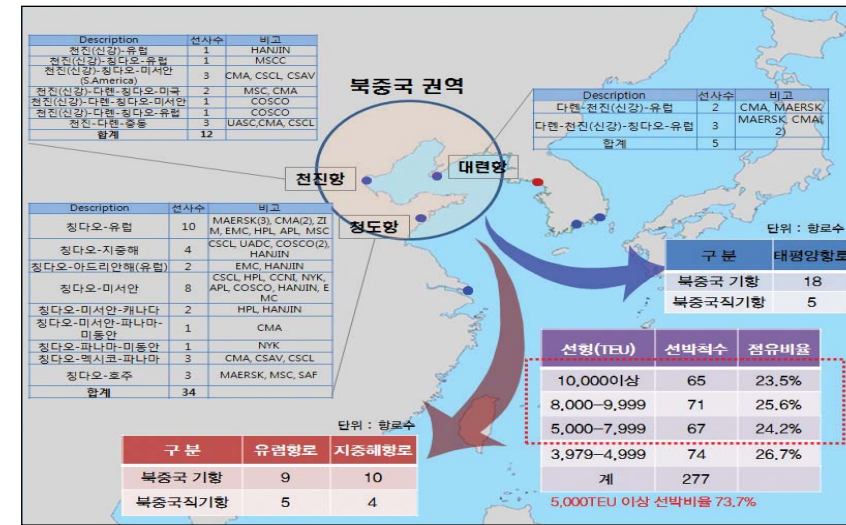 Description 선사수 비고
천진(신강)-유럽 1 HANJIN
천진(신강)-칭다오-유럽 1 MSCC
천진(신강)-칭다오-미서안
(S.America) 3 CMA, CSCL, CSAV
천진(신강)-다롄-칭다오-미국 2 MSC, CMA
천진(신강)-다롄-칭다오-미서안 1 COSCO
천진(신강)-다롄-칭다오-유럽 1 COSCO
천진-다롄-중동 3 UASC,CMA, CSCL
합계 12
북중국 권역
Description 선사수 비고
다롄-천진(신강)-유럽 2 CMA, MAERSK
다롄-천진(신강)-칭다오-유럽 3 MAERSK, CMA(
2)
합계 5
천진항
대련항
청도항
Description 선사수 비고
칭다오-유럽 10 MAERSK(3), CMA(2), ZI
M, EMC, HPL, APL, MSC
칭다오-지중해 4 CSCL, UADC, COSCO(2),
HANJIN
칭다오-아드리안해(유럽) 2 EMC, HANJIN
칭다오-미서안 8 CSCL, HPL, CCNI, NYK,
APL, COSCO, HANJIN, E
MC
칭다오-미서안-캐나다 2 HPL, HANJIN
칭다오-미서안-파나마-
미동안 1 CMA
칭다오-파나마-미동안 1 NYK
칭다오-멕시코-파나마 3 CMA, CSAV, CSCL
칭다오-호주 3 MAERSK, MSC, SAF
합계 34
단위 : 항로수
구 분 태평양항로
북중국 기항 18
북중국직기항 5
선형(TEU) 선박척수 점유비율
10,000이상 65 23.5%
8,000-9,999 71 25.6%
5,000-7,999 67 24.2%
3,979-4,999 74 26.7%
계 277
5,000TEU 이상 선박비율 73.7%
단위 : 항로수
구 분 유럽항로 지중해항로
북중국 기항 9 10
북중국직기항 5 4